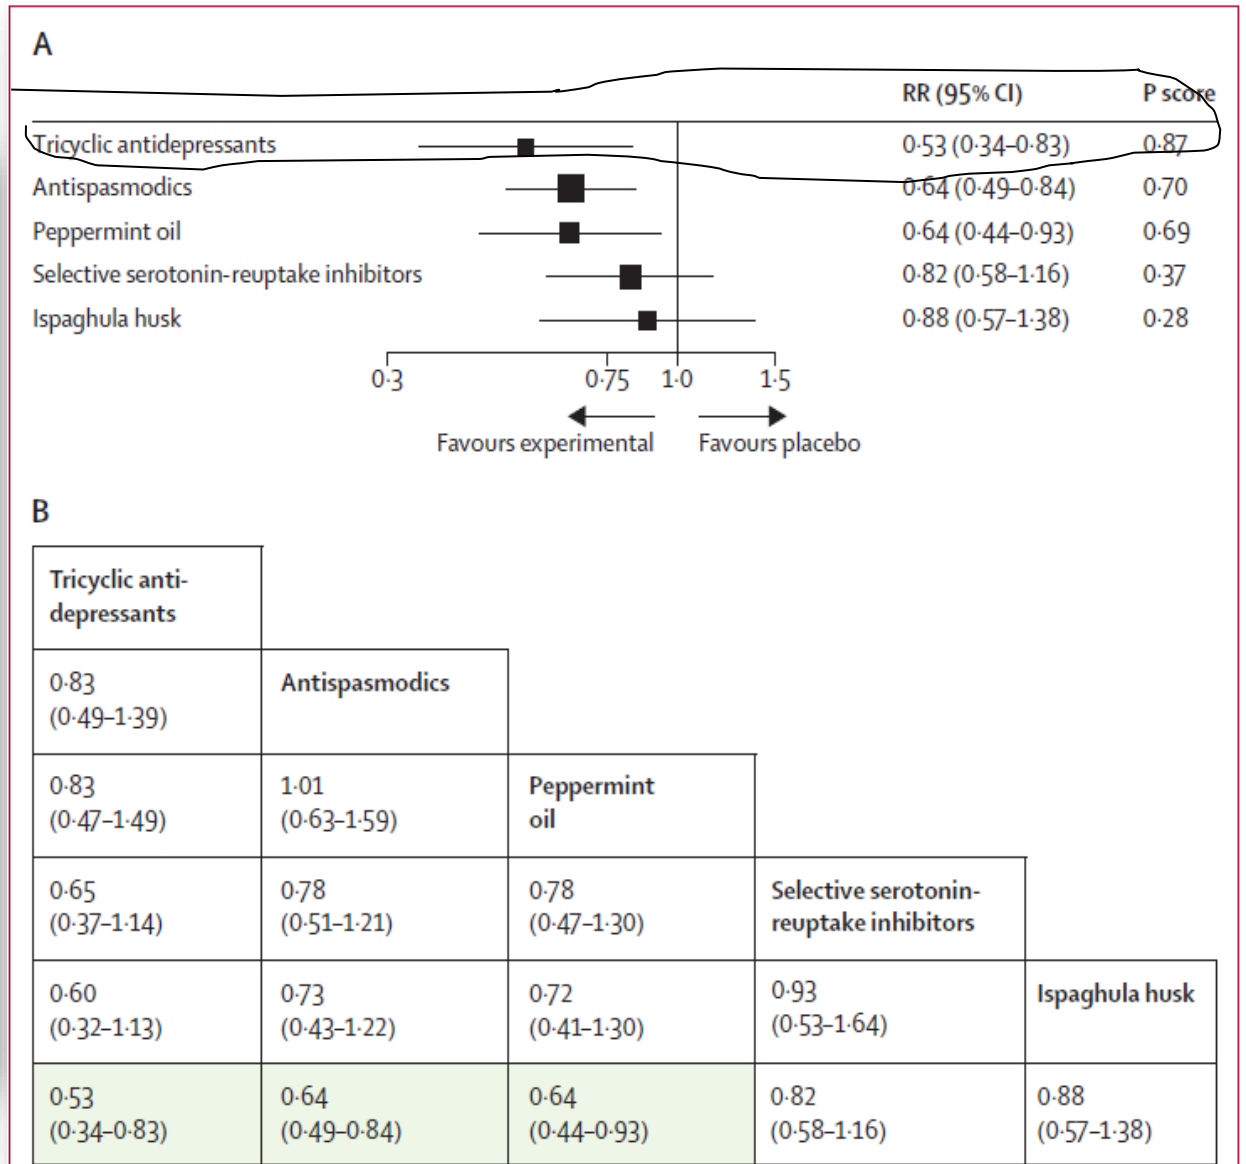 A
RR (95% CI) P score
Tricyclic antidepressants 0·53 (0·34–0·83) 0·87
Antispasmodics 0·64 (0·49–0·84) 0·70
Peppermint oil 0·64 (0·44–0·93) 0·69
Selective serotonin-reuptake inhibitors 0·82 (0·58–1·16) 0·37
Ispaghula husk 0·88 (0·57–1·38) 0·28
0·3 0·75 1·0 1·5
Favours experimental Favours placebo
B
Tricyclic anti-
depressants
0·83
(0·49–1·39)
Antispasmodics
0·83
(0·47–1·49)
1·01
(0·63–1·59)
Peppermint
oil
0·65
(0·37–1·14)
0·78
(0·51–1·21)
0·78
(0·47–1·30)
Selective serotonin-
reuptake inhibitors
0·60
(0·32–1·13)
0·73
(0·43–1·22)
0·72
(0·41–1·30)
0·93
(0·53–1·64)
Ispaghula husk
0·53
(0·34–0·83)
0·64
(0·49–0·84)
0·64
(0·44–0·93)
0·82
(0·58–1·16)
0·88
(0·57–1·38)